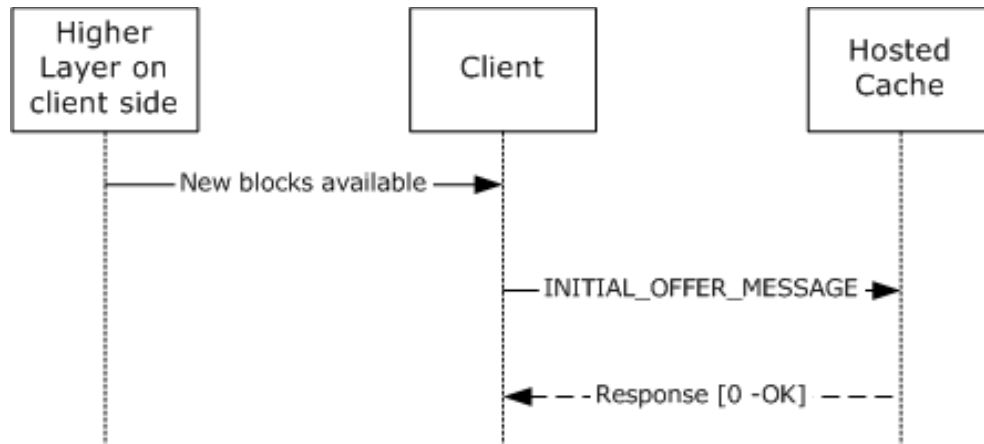 Higher
Layer on
client side
Client
Hosted
Cache
New blocks available
INITIAL_OFFER_MESSAGE
Response [0 -OK]